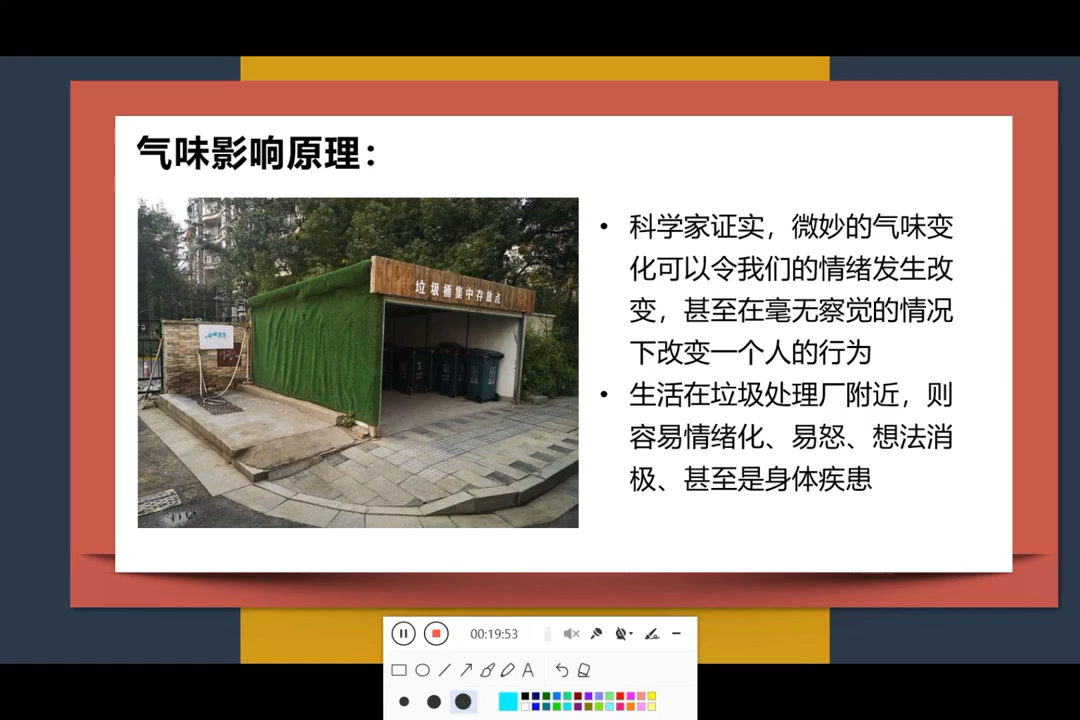 气味影响原理：
垃圾桶集中存放点
• 科学家证实，微妙的气味变
化可以令我们的情绪发生改
变，甚至在毫无察觉的情况
下改变一个人的行为
• 生活在垃圾处理厂附近，则
容易情绪化、易怒、想法消
极、甚至是身体疾患
00:19:53
A